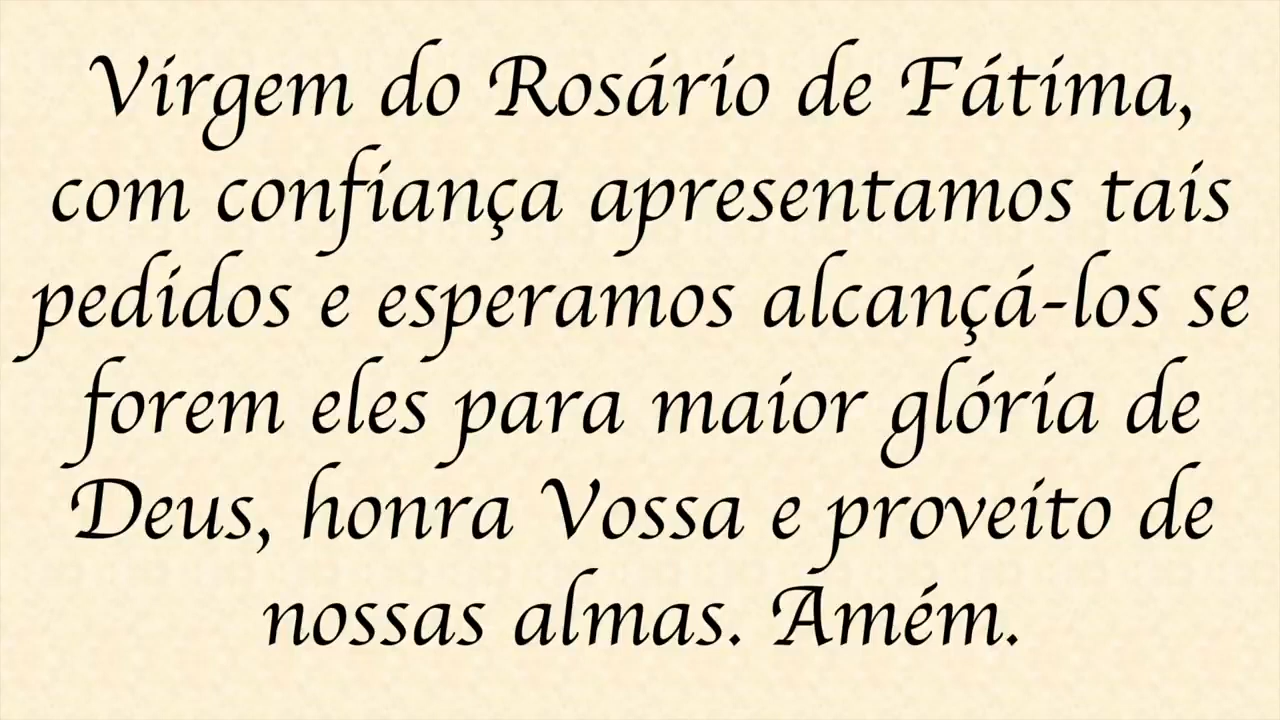 Virgem do Rosário de Fátima,
com confiança apresentamos tais
pedidos e esperamos alcançá-los se
forem eles para maior glória de
Deus, honra Vossa e proveito de
nossas almas. Amém.